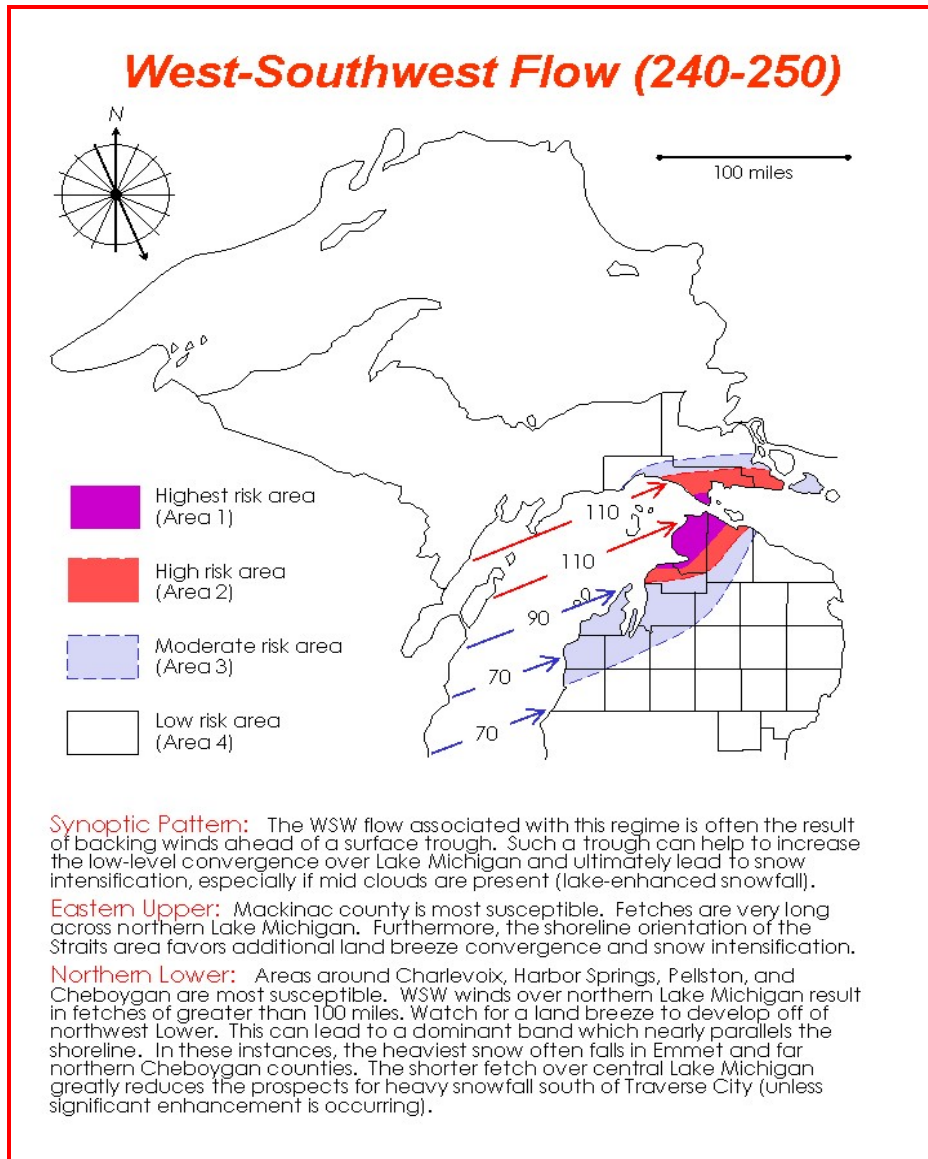 West-Southwest Flow (240-250)
N
100 miles
110
110
90
70
70
Highest risk area
(Area 1)
High risk area
(Area 2)
Moderate risk area
(Area 3)
Low risk area
(Area 4)
Synoptic Pattern: The WSW flow associated with this regime is often the result
of backing winds ahead of a surface trough. Such a trough can help to increase
the low-level convergence over Lake Michigan and ultimately lead to snow
intensification, especially if mid clouds are present (lake-enhanced snowfall).
Eastern Upper: Mackinac county is most susceptible. Fetches are very long
across northern Lake Michigan. Furthermore, the shoreline orientation of the
Straits area favors additional land breeze convergence and snow intensification.
Northern Lower: Areas around Charlevoix, Harbor Springs, Pellston, and
Cheboygan are most susceptible. WSW winds over northern Lake Michigan result
in fetches of greater than 100 miles. Watch for a land breeze to develop off of
northwest Lower. This can lead to a dominant band which nearly parallels the
shoreline. In these instances, the heaviest snow often falls in Emmet and far
northern Cheboygan counties. The shorter fetch over central Lake Michigan
greatly reduces the prospects for heavy snowfall south of Traverse City (unless
significant enhancement is occurring).